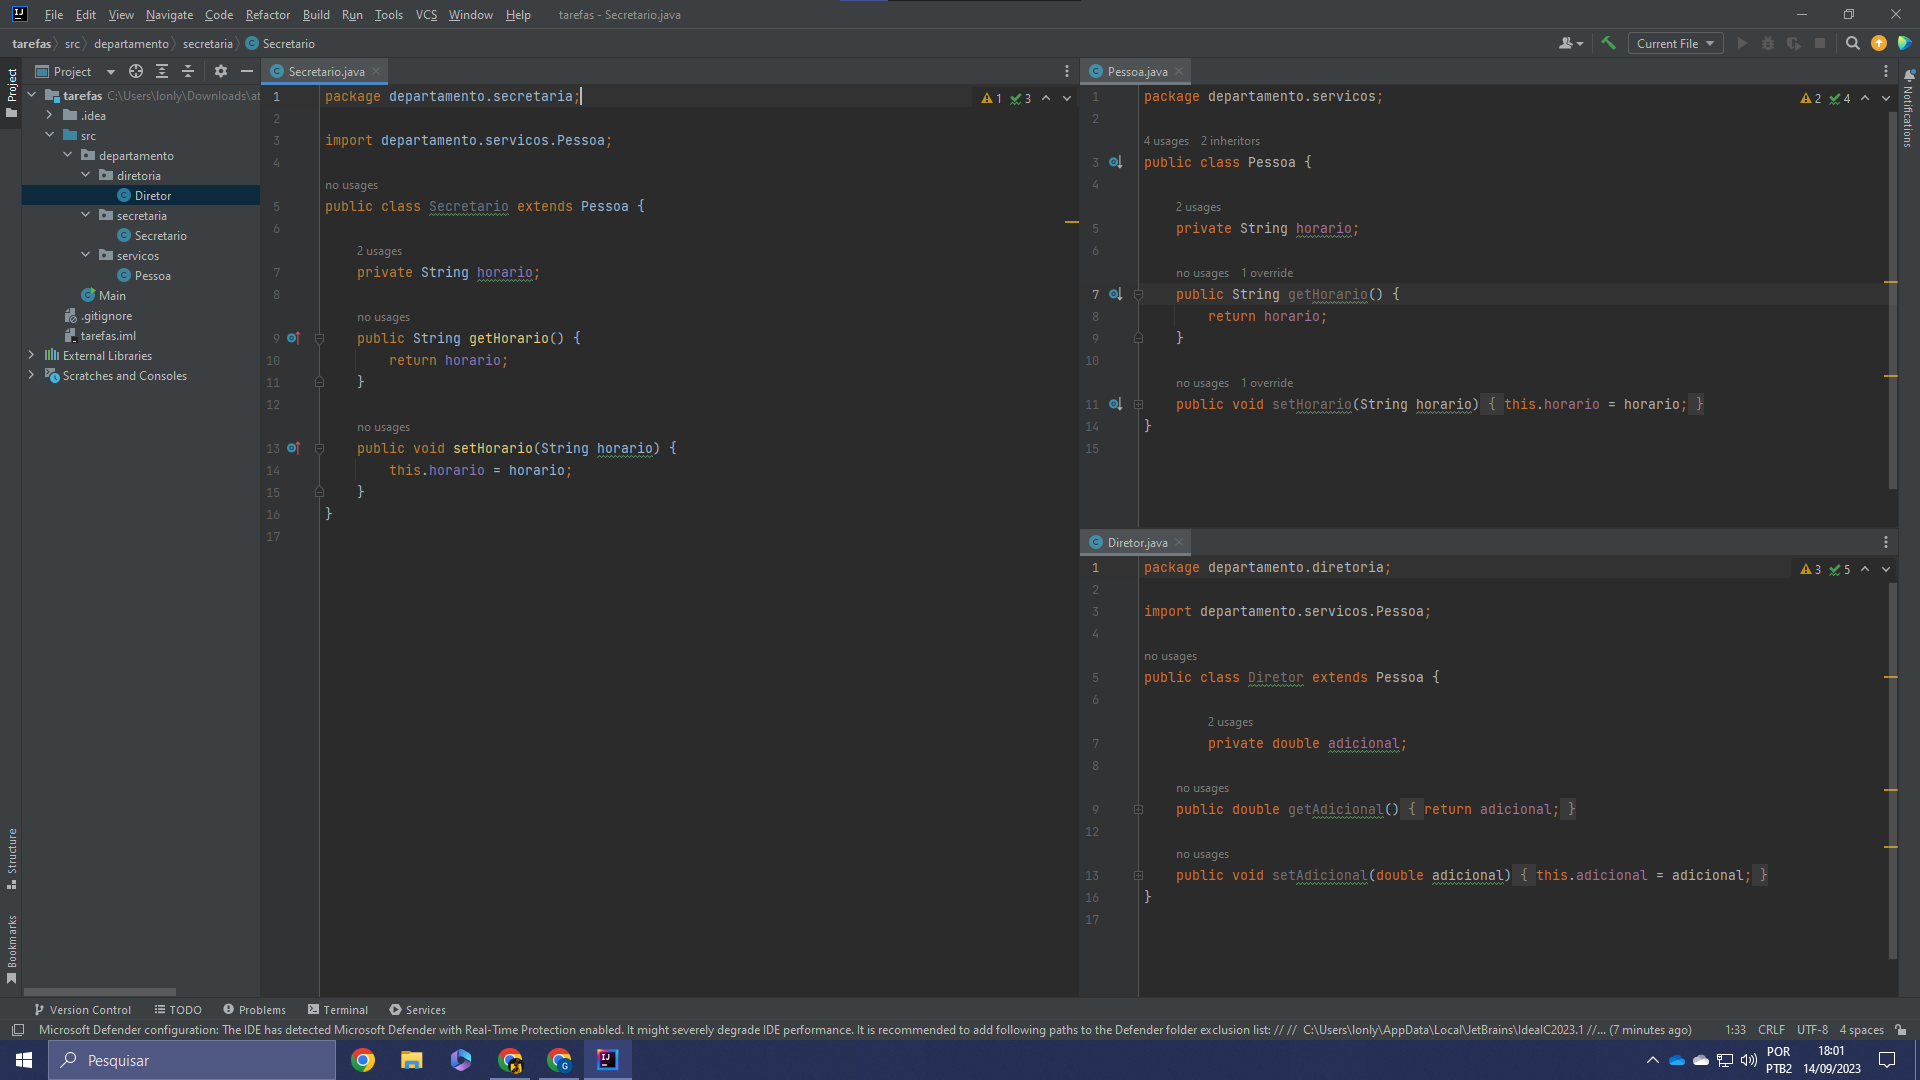 File Edit View Navigate Code Refactor Build Run Tools VCS Window Help tarefas - Secretario.java
tarefas src departamento secretaria Secretario
Current File
Project
Project
tarefas C:\Users\lonly\Downloads\at
.idea
src
departamento
diretoria
Diretor
secretaria
Secretario
servicos
Pessoa
Main
.gitignore
tarefas.iml
External Libraries
Scratches and Consoles
Structure
Bookmarks
Secretario.java
1 package departamento.secretaria;
1 3
2
3 import departamento.servicos.Pessoa;
4
no usages
5 public class Secretario extends Pessoa {
6
2 usages
7 private String horario;
8
no usages
9 public String getHorario() {
10 return horario;
11 }
12
no usages
13 public void setHorario(String horario) {
14 this.horario = horario;
15 }
16 }
17
Pessoa.java
1 package departamento.servicos;
2 4
2
4 usages 2 inheritors
3 public class Pessoa {
4
2 usages
5 private String horario;
6
no usages 1 override
7 public String getHorario() {
8 return horario;
9 }
10
no usages 1 override
11 public void setHorario(String horario) { this.horario = horario; }
14 }
15
Diretor.java
1 package departamento.diretoria;
3 5
2
3 import departamento.servicos.Pessoa;
4
no usages
5 public class Diretor extends Pessoa {
6
2 usages
7 private double adicional;
8
no usages
9 public double getAdicional() { return adicional; }
12
no usages
13 public void setAdicional(double adicional) { this.adicional = adicional; }
16 }
17
Notifications
Version Control TODO Problems Terminal Services
Microsoft Defender configuration: The IDE has detected Microsoft Defender with Real-Time Protection enabled. It might severely degrade IDE performance. It is recommended to add following paths to the Defender folder exclusion list: // // C:\Users\lonly\AppData\Local\JetBrains\IdeaIC2023.1 //... (7 minutes ago) 1:33 CRLF UTF-8 4 spaces
Pesquisar
POR
PTB2
18:01
14/09/2023